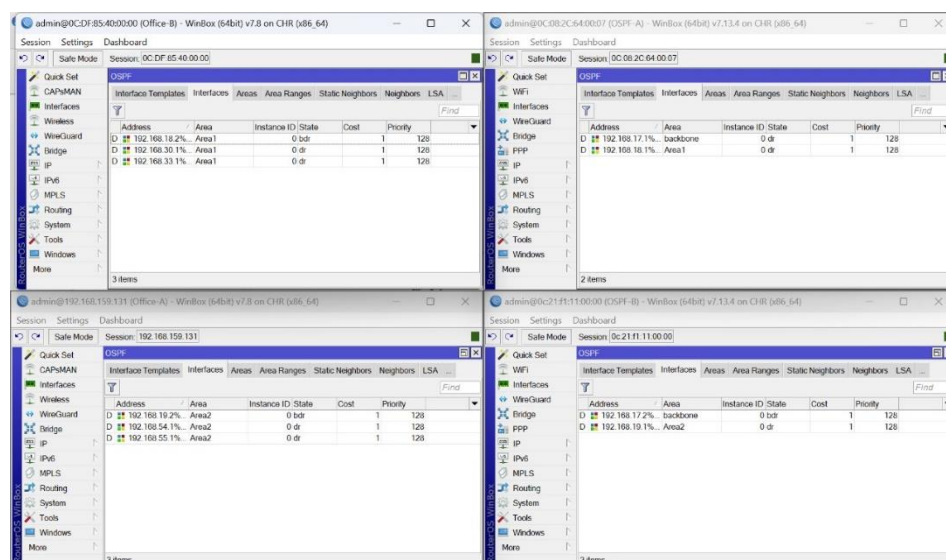 admin@0C:DF:85:40:00:00 (Office-B) - WinBox (64bit) v7.8 on CHR (x86_64)
Session Settings Dashboard
Safe Mode Session: 0C:DF:85:40:00:00
Quick Set
CAPsMAN
Interfaces
Wireless
WireGuard
Bridge
IP
IPv6
MPLS
Routing
System
Tools
Windows
More
RouterOS WinBox
OSPF
Interface Templates Interfaces Areas Area Ranges Static Neighbors Neighbors LSA ...
Find
Address Area Instance ID State Cost Priority
D 192.168.18.2%... Area1 0 bdr 1 128
D 192.168.30.1%... Area1 0 dr 1 128
D 192.168.33.1%... Area1 0 dr 1 128
3 items
admin@0C:08:2C:64:00:07 (OSPF-A) - WinBox (64bit) v7.13.4 on CHR (x86_64)
Session Settings Dashboard
Safe Mode Session: 0C:08:2C:64:00:07
Quick Set
WiFi
Interfaces
WireGuard
Bridge
PPP
IP
IPv6
MPLS
Routing
System
Tools
Windows
More
RouterOS WinBox
OSPF
Interface Templates Interfaces Areas Area Ranges Static Neighbors Neighbors LSA ...
Find
Address Area Instance ID State Cost Priority
D 192.168.17.1%... backbone 0 dr 1 128
D 192.168.18.1%... Area1 0 dr 1 128
2 items
admin@192.168.159.131 (Office-A) - WinBox (64bit) v7.8 on CHR (x86_64)
Session Settings Dashboard
Safe Mode Session: 192.168.159.131
Quick Set
CAPsMAN
Interfaces
Wireless
WireGuard
Bridge
IP
IPv6
MPLS
Routing
System
Tools
Windows
More
RouterOS WinBox
OSPF
Interface Templates Interfaces Areas Area Ranges Static Neighbors Neighbors LSA ...
Find
Address Area Instance ID State Cost Priority
D 192.168.19.2%... Area2 0 bdr 1 128
D 192.168.54.1%... Area2 0 dr 1 128
D 192.168.55.1%... Area2 0 dr 1 128
3 items
admin@0c:21:f1:11:00:00 (OSPF-B) - WinBox (64bit) v7.13.4 on CHR (x86_64)
Session Settings Dashboard
Safe Mode Session: 0c:21:f1:11:00:00
Quick Set
WiFi
Interfaces
WireGuard
Bridge
PPP
IP
IPv6
MPLS
Routing
System
Tools
Windows
More
RouterOS WinBox
OSPF
Interface Templates Interfaces Areas Area Ranges Static Neighbors Neighbors LSA ...
Find
Address Area Instance ID State Cost Priority
D 192.168.17.2%... backbone 0 bdr 1 128
D 192.168.19.1%... Area2 0 dr 1 128
2 items